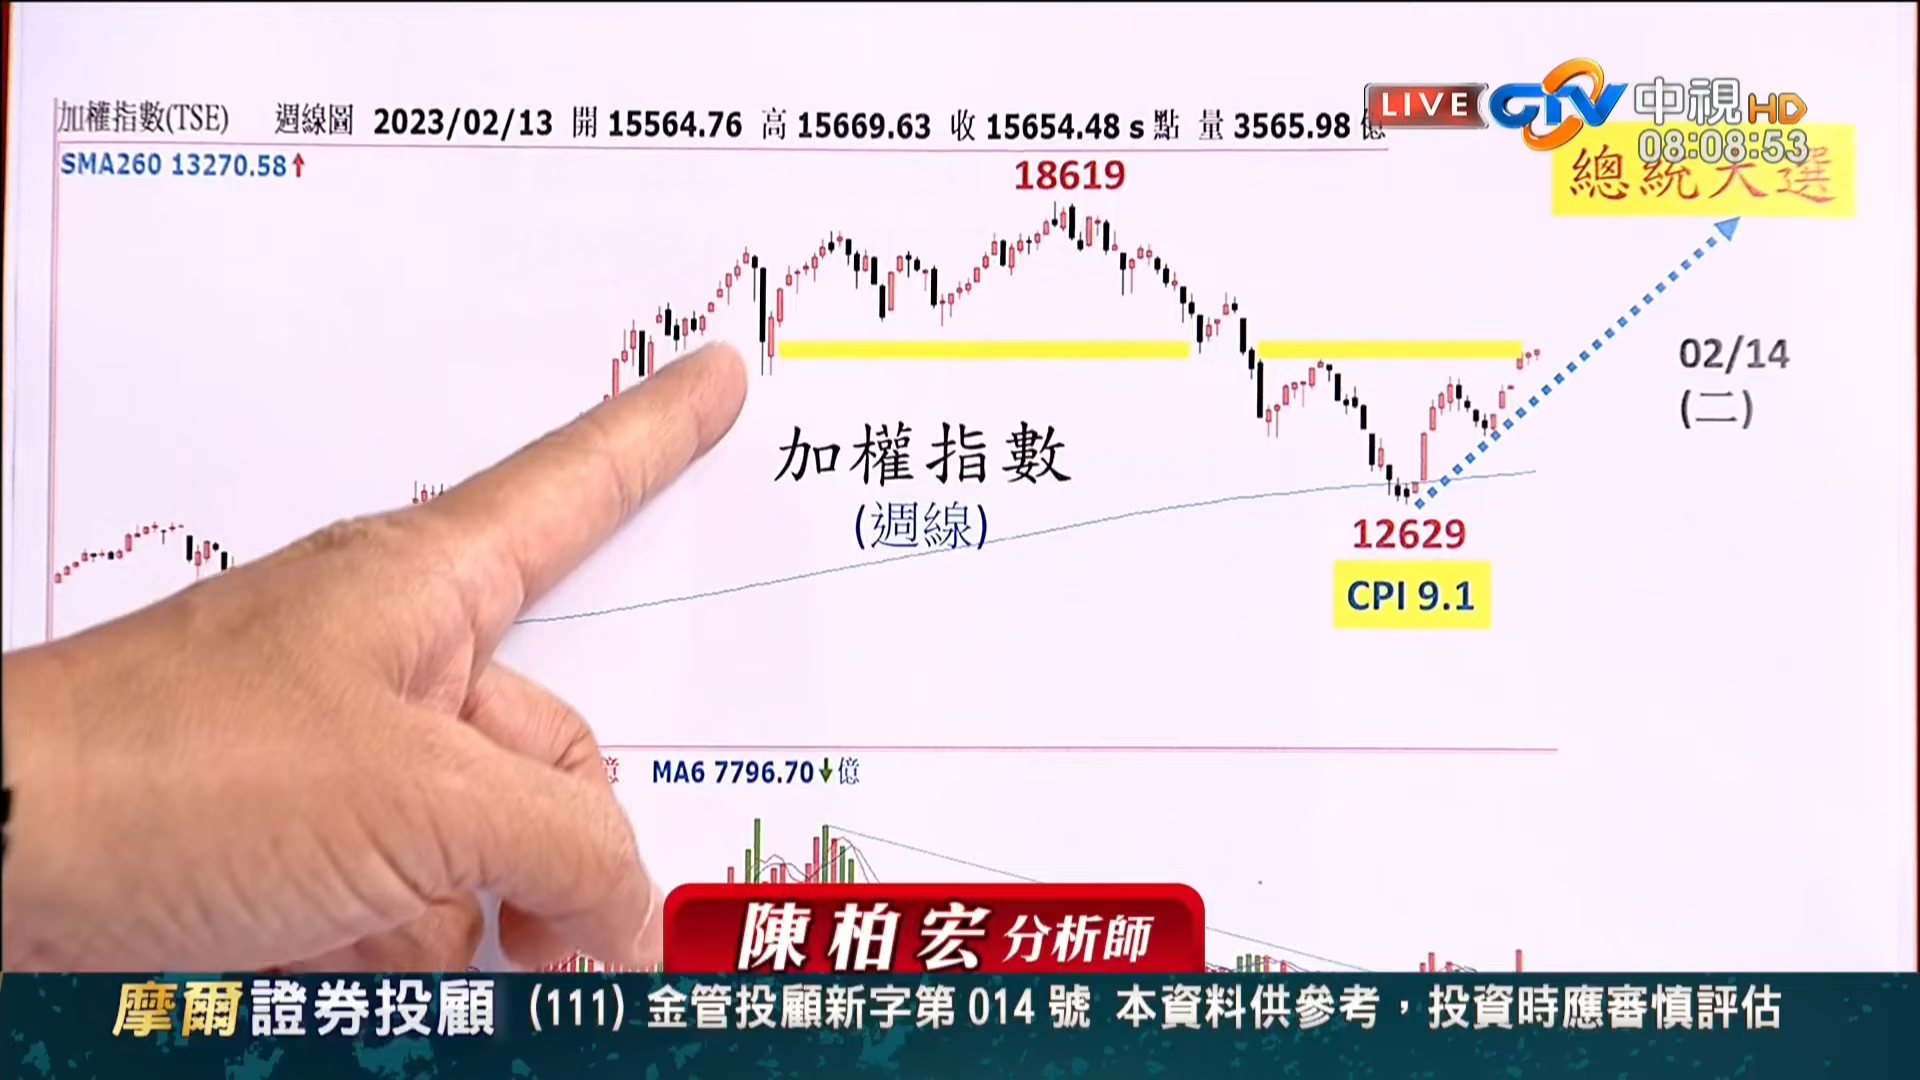 加權指數(TSE) 週線圖 2023/02/13 開 15564.76 高 15669.63 收 15654.48 s 點 量 3565.98 億
LIVE CTV 中視 HD
08:08:53
SMA260 13270.58↑
總統大選
18619
02/14
(二)
加權指數
(週線)
12629
CPI 9.1
億 MA6 7796.70↓億
陳柏宏 分析師
摩爾證券投顧 (111) 金管投顧新字第 014 號 本資料供參考，投資時應審慎評估